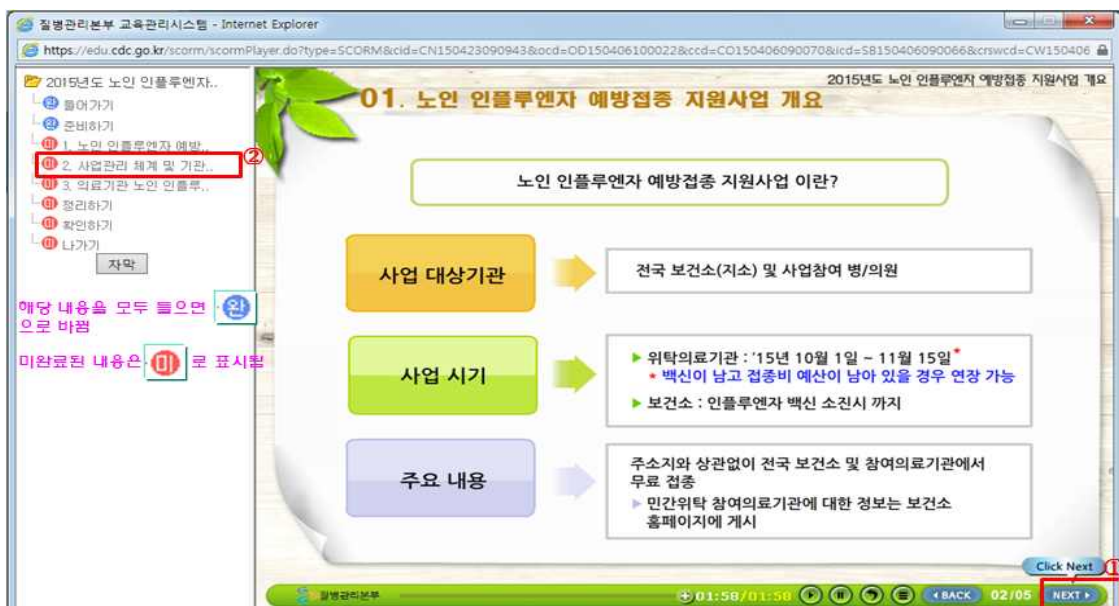 질병관리본부 교육관리시스템 - Internet Explorer
https://edu.cdc.go.kr/scorm/scormPlayer.do?type=SCORM&cid=CN150423090943&ocd=OD150406100022&ccd=CO150406090070&icd=SB150406090066&crswcd=CW150406
2015년도 노인 인플루엔자..
완 들어가기
완 준비하기
미 1. 노인 인플루엔자 예방..
미 2. 사업관리 체계 및 기관..
②
미 3. 의료기관 노인 인플루..
미 정리하기
미 확인하기
미 나가기
자막
해당 내용을 모두 들으면 완
으로 바뀜
미완료된 내용은 미 로 표시됨
2015년도 노인 인플루엔자 예방접종 지원사업 개요
01. 노인 인플루엔자 예방접종 지원사업 개요
노인 인플루엔자 예방접종 지원사업 이란?
사업 대상기관
전국 보건소(지소) 및 사업참여 병/의원
사업 시기
▶ 위탁의료기관 : '15년 10월 1일 ~ 11월 15일*
* 백신이 남고 접종비 예산이 남아 있을 경우 연장 가능
▶ 보건소 : 인플루엔자 백신 소진시 까지
주요 내용
주소지와 상관없이 전국 보건소 및 참여의료기관에서
무료 접종
▶ 민간위탁 참여의료기관에 대한 정보는 보건소
홈페이지에 게시
Click Next
①
질병관리본부
01:58/01:58
BACK
02/05
NEXT